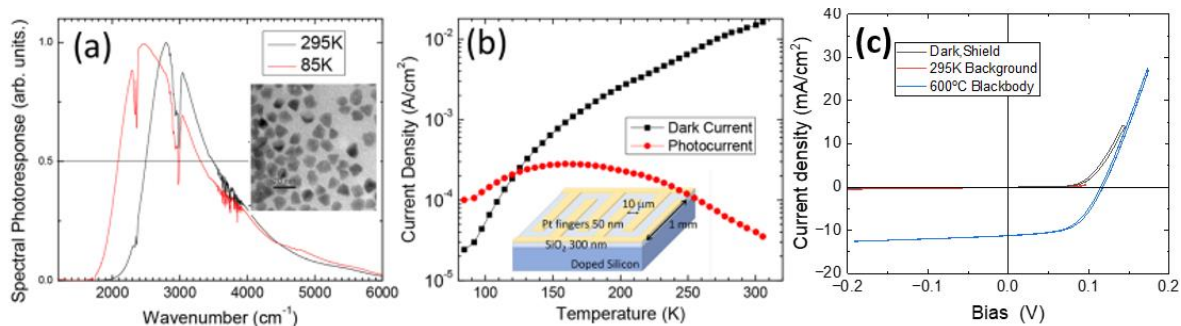 (a)
295K
85K
1.0
0.5
0.0
Spectral Photoresponse (arb. units.)
2000 3000 4000 5000 6000
Wavenumber (cm⁻¹)
(b)
Dark Current
Photocurrent
10⁻²
10⁻³
10⁻⁴
10⁻⁵
Current Density (A/cm²)
10 μm
Pt fingers 50 nm
1 mm
SiO₂ 300 nm
Doped Silicon
100 150 200 250 300
Temperature (K)
(c)
Dark,Shield
295K Background
600ºC Blackbody
40
30
20
10
0
-10
-20
Current density (mA/cm²)
-0.2 -0.1 0.0 0.1 0.2
Bias (V)